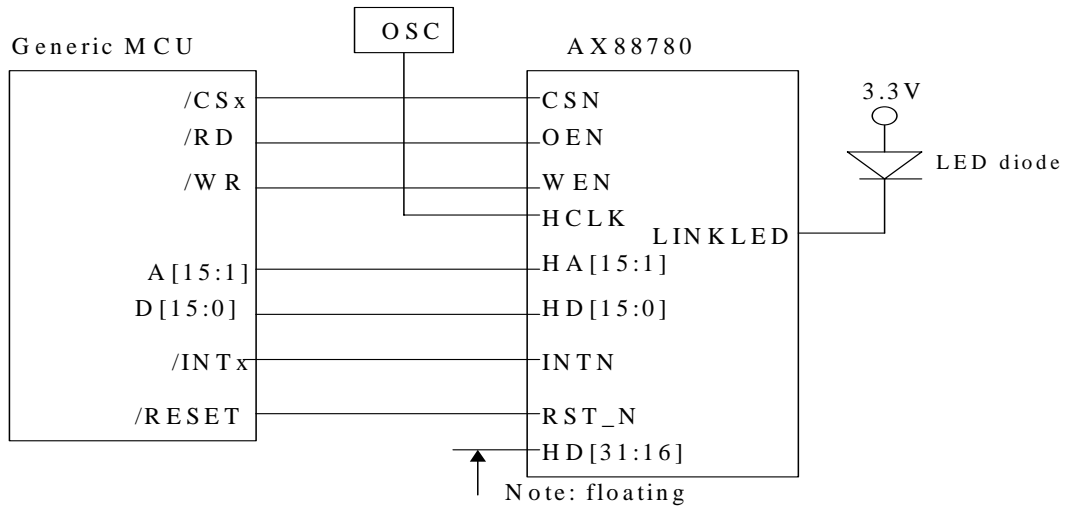 OSC
Generic MCU
AX88780
/CSx
CSN
3.3V
/RD
OEN
LED diode
/WR
WEN
HCLK
LINKLED
A[15:1]
HA[15:1]
D[15:0]
HD[15:0]
/INTx
INTN
/RESET
RST_N
HD[31:16]
Note: floating